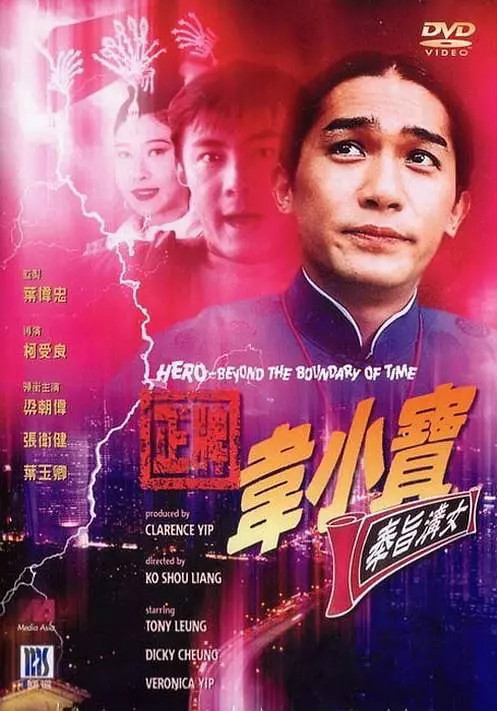 DVD
VIDEO
監製
葉偉忠
導演
柯受良
領銜主演
梁朝偉
張衛健
葉玉卿
HERO-BEYOND THE BOUNDARY OF TIME
正牌
韋小寶
奉旨溝女
produced by
CLARENCE YIP
directed by
KO SHOU LIANG
starring
TONY LEUNG
DICKY CHEUNG
VERONICA YIP
Media Asia